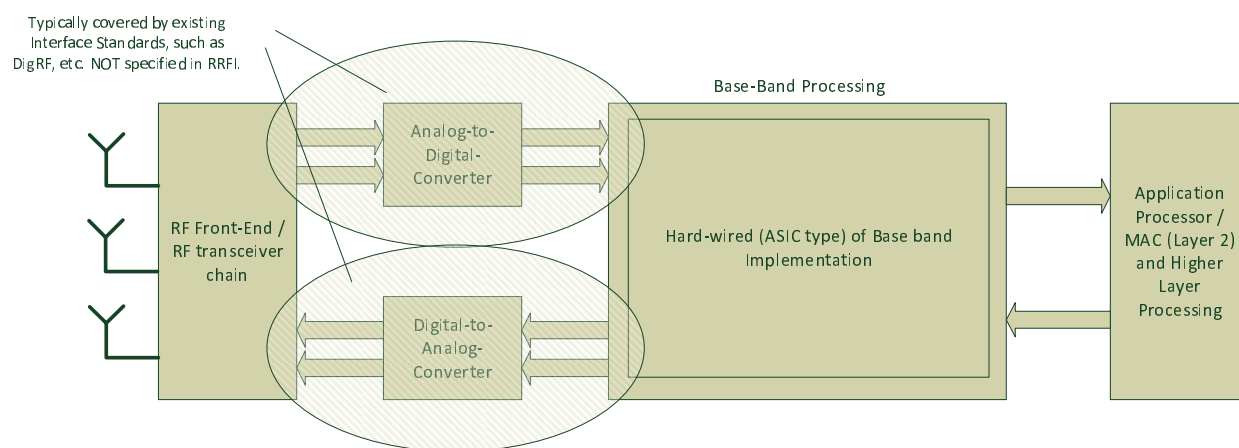 Typically covered by existing
Interface Standards, such as
DigRF, etc. NOT specified in RRFI.
Base-Band Processing
Analog-to-
Digital-
Converter
RF Front-End /
RF transceiver
chain
Hard-wired (ASIC type) of Base band
Implementation
Application
Processor /
MAC (Layer 2)
and Higher
Layer
Processing
Digital-to-
Analog-
Converter